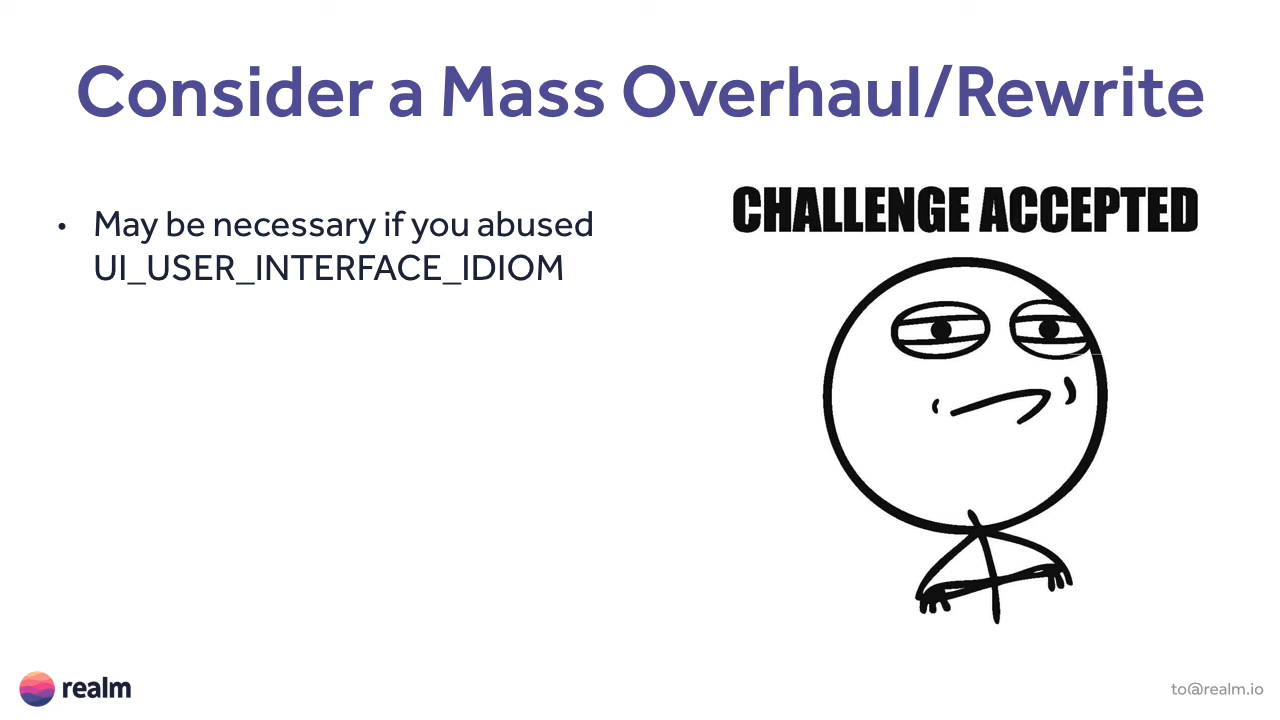 Consider a Mass Overhaul/Rewrite
• May be necessary if you abused
UI_USER_INTERFACE_IDIOM
CHALLENGE ACCEPTED
realm
to@realm.io